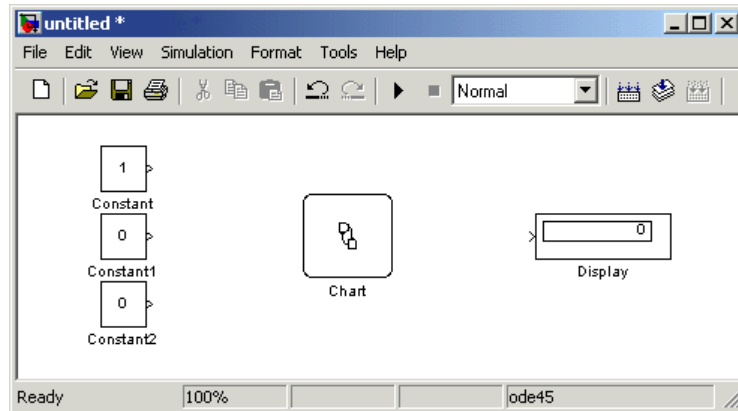 untitled *
File Edit View Simulation Format Tools Help
Normal
1
Constant
0
Constant1
0
Constant2
Chart
0
Display
Ready 100% ode45